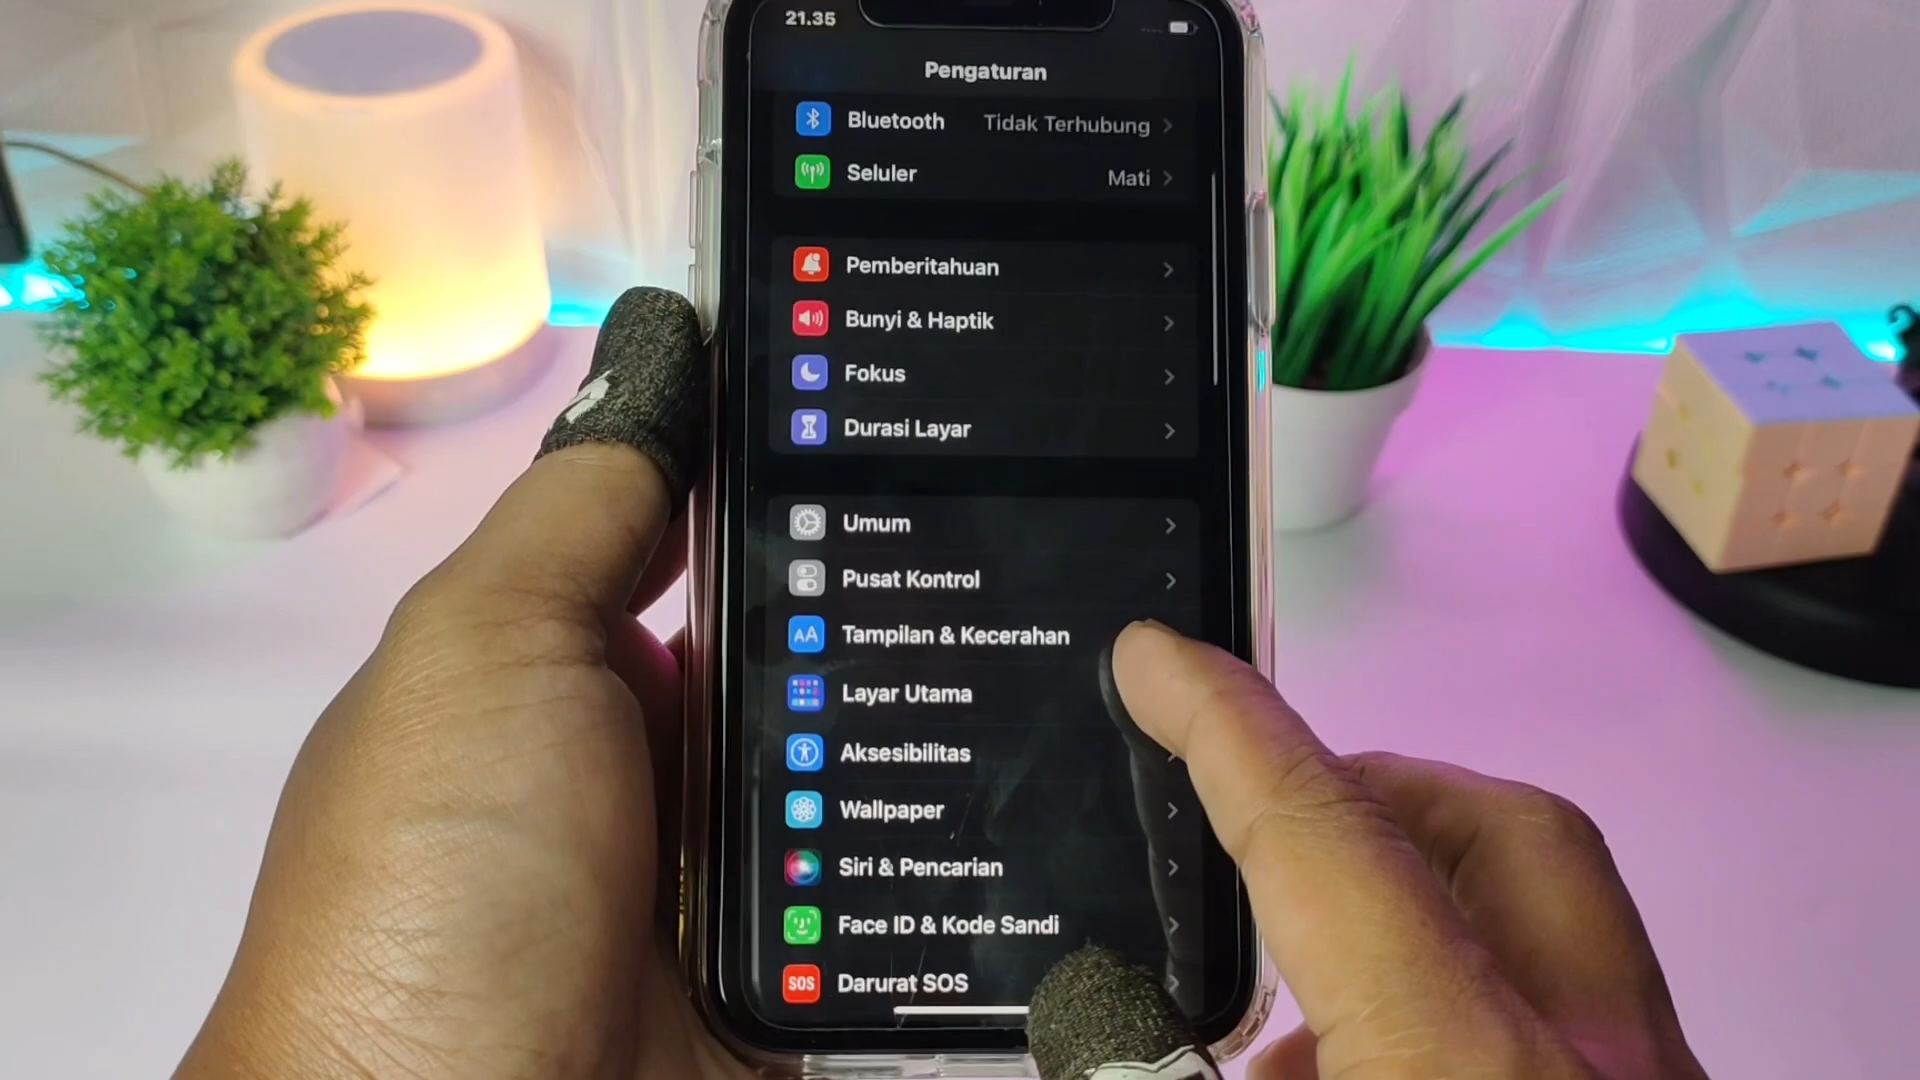 21.35
Pengaturan
Bluetooth Tidak Terhubung
Seluler Mati
Pemberitahuan
Bunyi & Haptik
Fokus
Durasi Layar
Umum
Pusat Kontrol
AA Tampilan & Kecerahan
Layar Utama
Aksesibilitas
Wallpaper
Siri & Pencarian
Face ID & Kode Sandi
SOS Darurat SOS